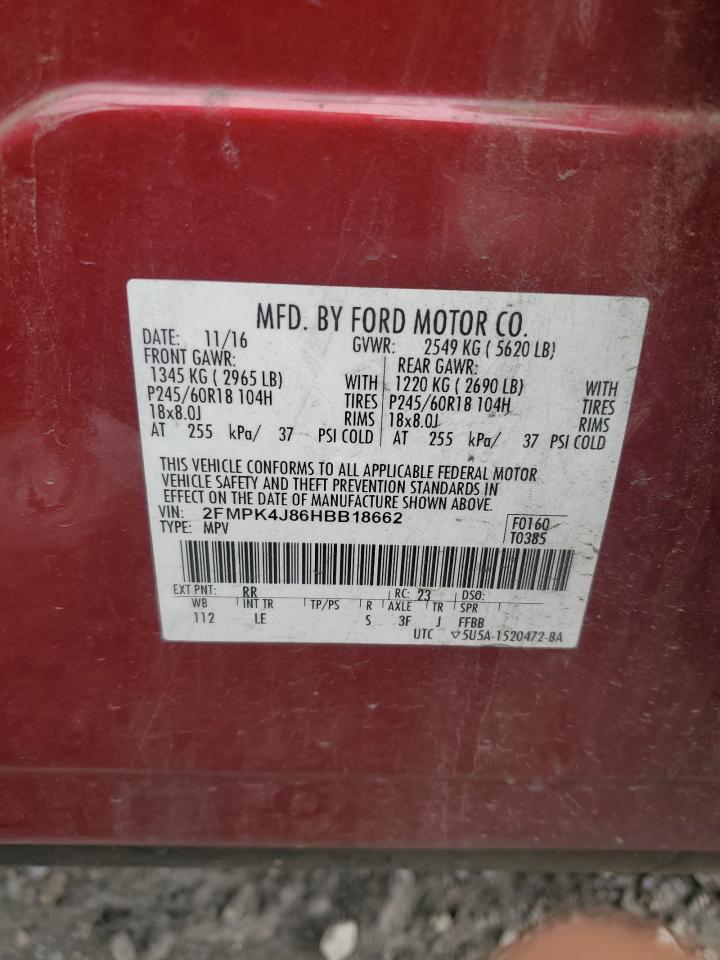 MFD. BY FORD MOTOR CO.
DATE: 11/16 GVWR: 2549 KG ( 5620 LB)
FRONT GAWR: REAR GAWR:
1345 KG ( 2965 LB) WITH 1220 KG ( 2690 LB) WITH
P245/60R18 104H TIRES P245/60R18 104H TIRES
18x8.0J RIMS 18x8.0J RIMS
AT 255 kPa/ 37 PSI COLD AT 255 kPa/ 37 PSI COLD
THIS VEHICLE CONFORMS TO ALL APPLICABLE FEDERAL MOTOR
VEHICLE SAFETY AND THEFT PREVENTION STANDARDS IN
EFFECT ON THE DATE OF MANUFACTURE SHOWN ABOVE.
VIN: 2FMPK4J86HBB18662
TYPE: MPV
F0160
T0385
EXT PNT: RR RC: 23 DSO:
WB INT TR TP/PS R AXLE TR SPR
112 LE S 3F J FFBB
UTC ▽5U5A-1520472-BA